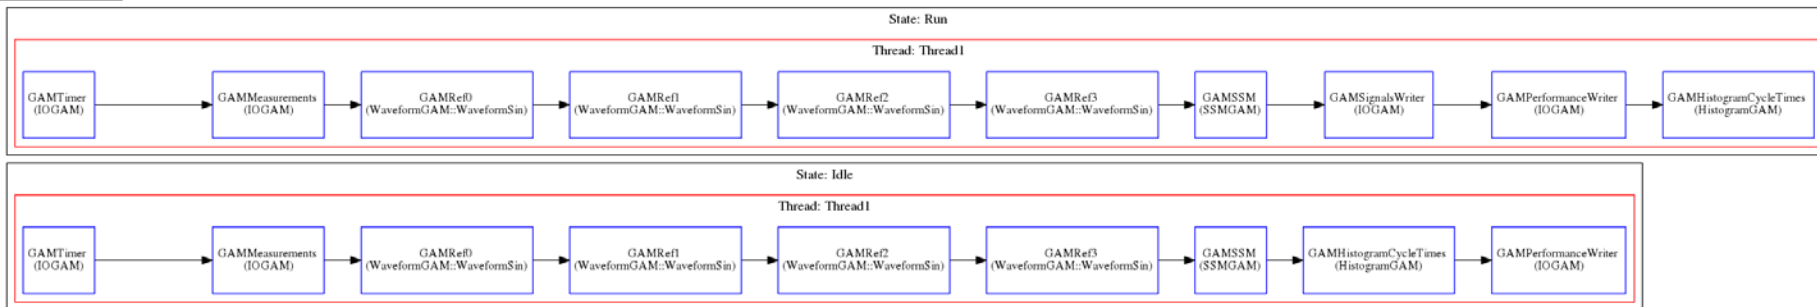 State: Run
Thread: Thread1
GAMTimer
(IOGAM)
GAMMeasurements
(IOGAM)
GAMRef0
(WaveformGAM::WaveformSin)
GAMRef1
(WaveformGAM::WaveformSin)
GAMRef2
(WaveformGAM::WaveformSin)
GAMRef3
(WaveformGAM::WaveformSin)
GAMSSM
(SSMGAM)
GAMSignalsWriter
(IOGAM)
GAMPerformanceWriter
(IOGAM)
GAMHistogramCycleTimes
(HistogramGAM)
State: Idle
Thread: Thread1
GAMTimer
(IOGAM)
GAMMeasurements
(IOGAM)
GAMRef0
(WaveformGAM::WaveformSin)
GAMRef1
(WaveformGAM::WaveformSin)
GAMRef2
(WaveformGAM::WaveformSin)
GAMRef3
(WaveformGAM::WaveformSin)
GAMSSM
(SSMGAM)
GAMHistogramCycleTimes
(HistogramGAM)
GAMPerformanceWriter
(IOGAM)